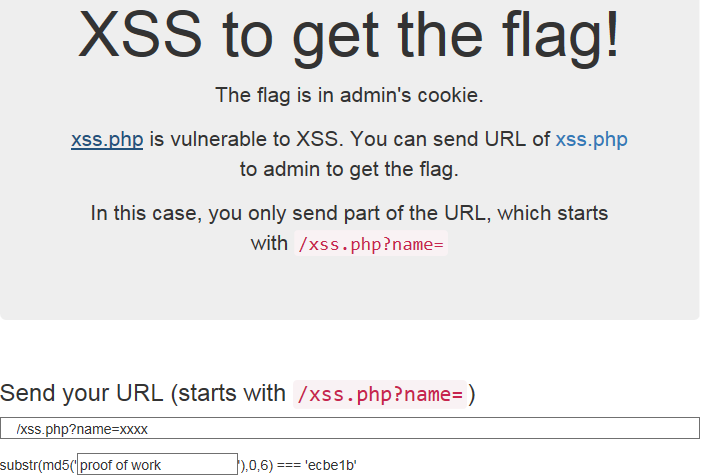 XSS to get the flag!
The flag is in admin's cookie.
xss.php is vulnerable to XSS. You can send URL of xss.php
to admin to get the flag.
In this case, you only send part of the URL, which starts
with /xss.php?name=
Send your URL (starts with /xss.php?name=)
/xss.php?name=xxxx
substr(md5('proof of work'),0,6) === 'ecbe1b'